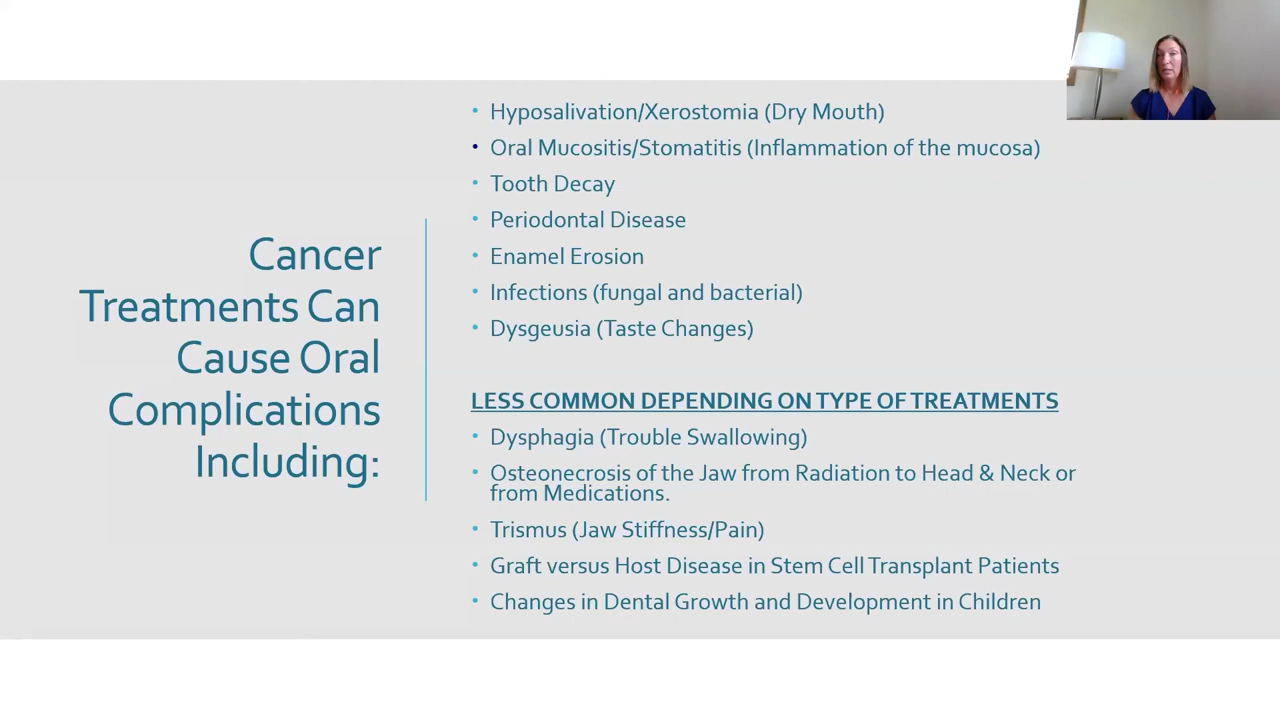 Cancer
Treatments Can
Cause Oral
Complications
Including:
• Hyposalivation/Xerostomia (Dry Mouth)
• Oral Mucositis/Stomatitis (Inflammation of the mucosa)
• Tooth Decay
• Periodontal Disease
• Enamel Erosion
• Infections (fungal and bacterial)
• Dysgeusia (Taste Changes)
LESS COMMON DEPENDING ON TYPE OF TREATMENTS
• Dysphagia (Trouble Swallowing)
• Osteonecrosis of the Jaw from Radiation to Head & Neck or
from Medications.
• Trismus (Jaw Stiffness/Pain)
• Graft versus Host Disease in Stem Cell Transplant Patients
• Changes in Dental Growth and Development in Children